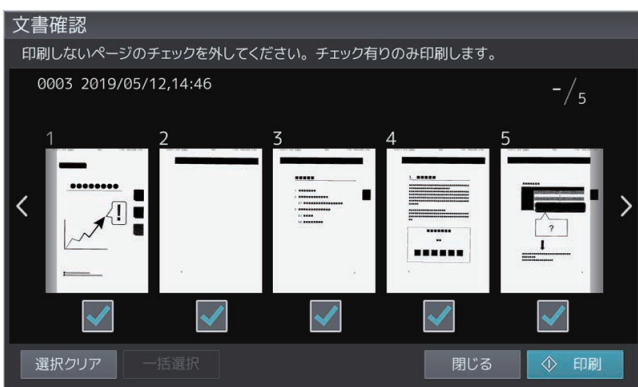 文書確認
印刷しないページのチェックを外してください。チェック有りのみ印刷します。
0003 2019/05/12,14:46
-/5
1 2 3 4 5
!
?
選択クリア 一括選択 閉じる 印刷